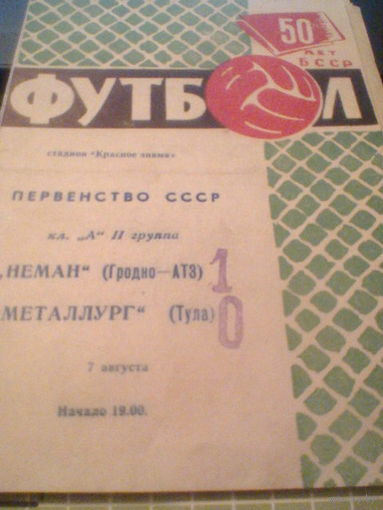 50
ЛЕТ
БССР
ФУТБОЛ
стадион «Красное знамя»
ПЕРВЕНСТВО СССР
кл. „А" II группа
„НЕМАН" (Гродно—АТЗ) 1
МЕТАЛЛУРГ" (Тула) 0
7 августа
Начало 19.00.